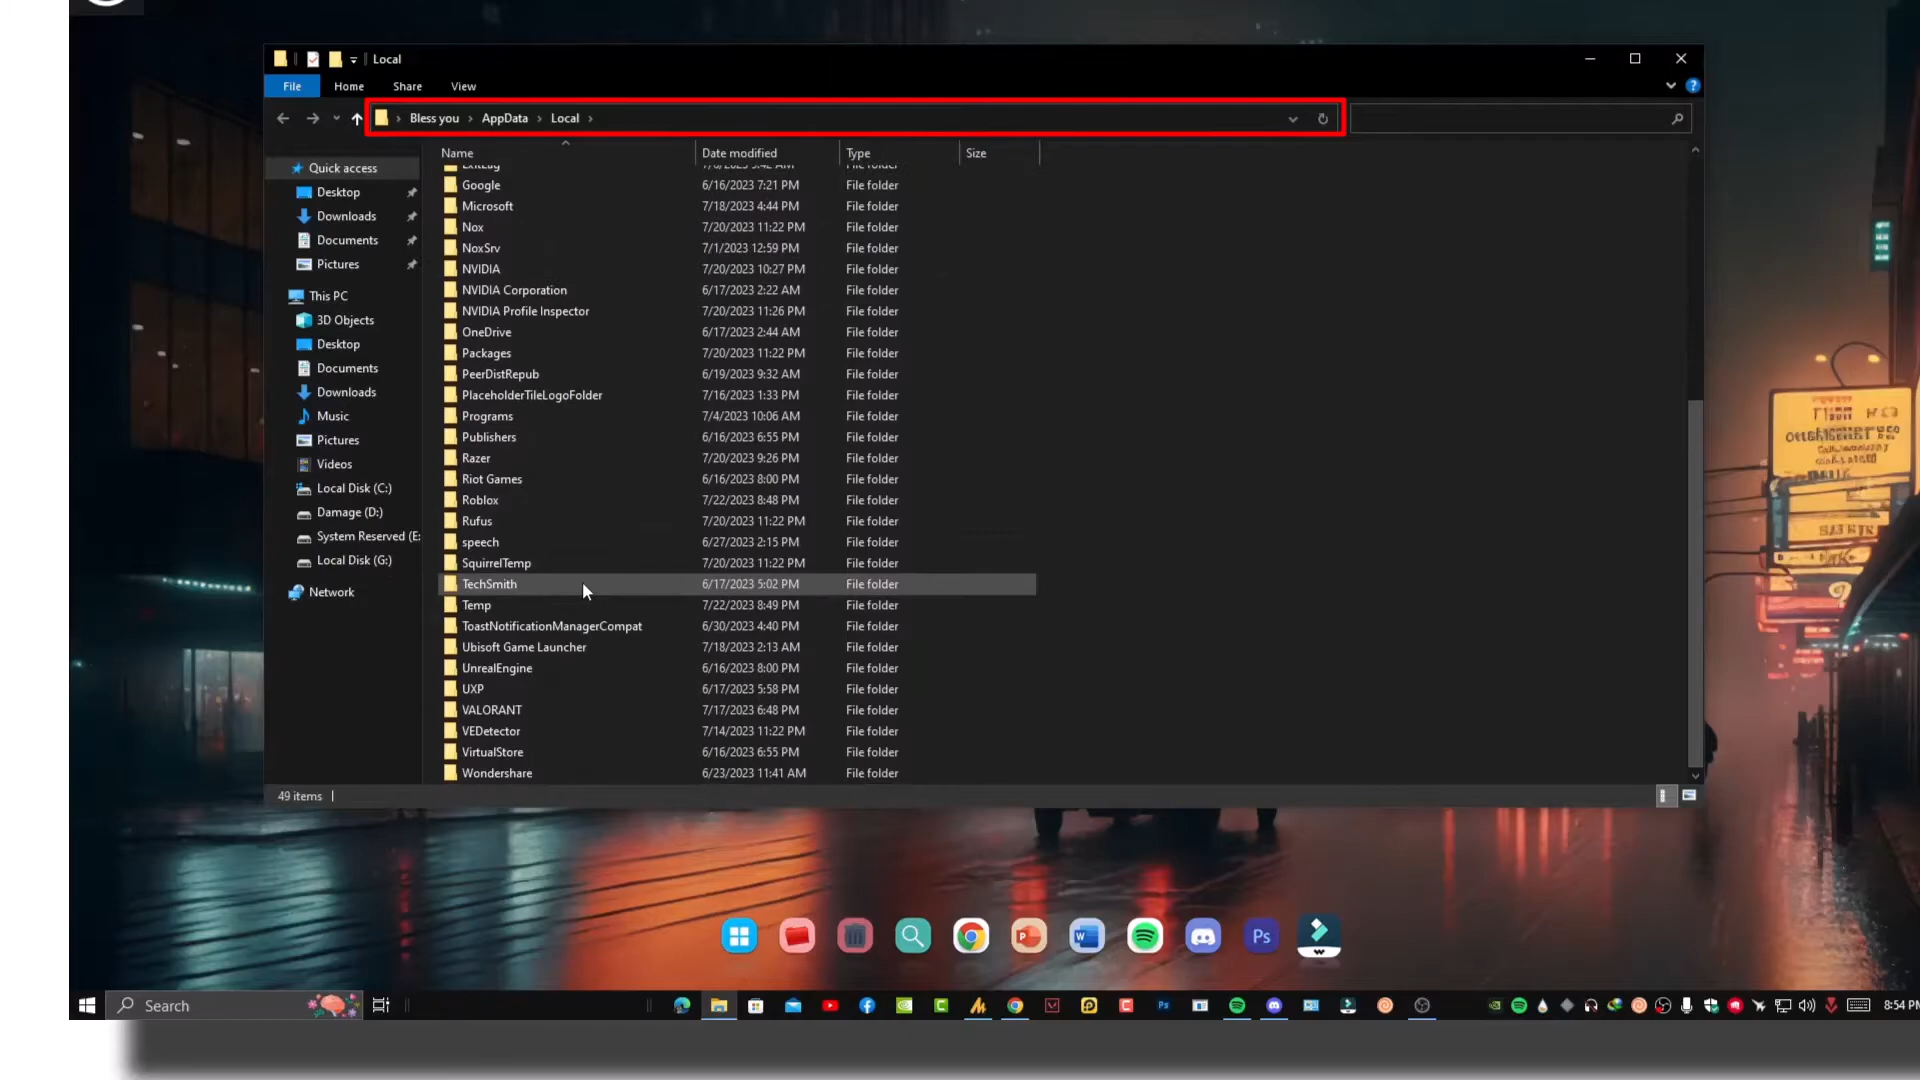 Local
File Home Share View
Bless you AppData Local
Name Date modified Type Size
Quick access
Desktop
Downloads
Documents
Pictures
This PC
3D Objects
Desktop
Documents
Downloads
Music
Pictures
Videos
Local Disk (C:)
Damage (D:)
System Reserved (E:
Local Disk (G:)
Network
Google 6/16/2023 7:21 PM File folder
Microsoft 7/18/2023 4:44 PM File folder
Nox 7/20/2023 11:22 PM File folder
NoxSrv 7/1/2023 12:59 PM File folder
NVIDIA 7/20/2023 10:27 PM File folder
NVIDIA Corporation 6/17/2023 2:22 AM File folder
NVIDIA Profile Inspector 7/20/2023 11:26 PM File folder
OneDrive 6/17/2023 2:44 AM File folder
Packages 7/20/2023 11:22 PM File folder
PeerDistRepub 6/19/2023 9:32 AM File folder
PlaceholderTileLogoFolder 7/16/2023 1:33 PM File folder
Programs 7/4/2023 10:06 AM File folder
Publishers 6/16/2023 6:55 PM File folder
Razer 7/20/2023 9:26 PM File folder
Riot Games 6/16/2023 8:00 PM File folder
Roblox 7/22/2023 8:48 PM File folder
Rufus 7/20/2023 11:22 PM File folder
speech 6/27/2023 2:15 PM File folder
SquirrelTemp 7/20/2023 11:22 PM File folder
TechSmith 6/17/2023 5:02 PM File folder
Temp 7/22/2023 8:49 PM File folder
ToastNotificationManagerCompat 6/30/2023 4:40 PM File folder
Ubisoft Game Launcher 7/18/2023 2:13 AM File folder
UnrealEngine 6/16/2023 8:00 PM File folder
UXP 6/17/2023 5:58 PM File folder
VALORANT 7/17/2023 6:48 PM File folder
VEDetector 7/14/2023 11:22 PM File folder
VirtualStore 6/16/2023 6:55 PM File folder
Wondershare 6/23/2023 11:41 AM File folder
49 items
Ps
Search
8:54 PM